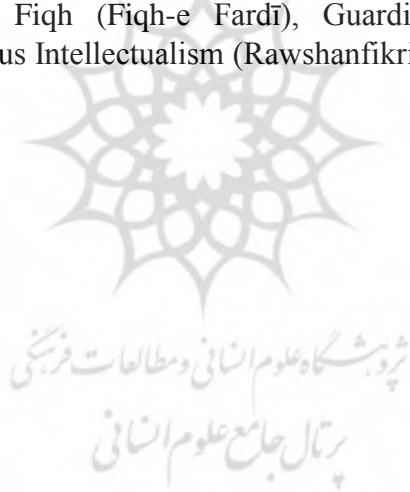 Fiqh (Fiqh-e Fardī), Guardi
us Intellectualism (Rawshanfikri
پژوهشگاه علوم انسانی و مطالعات فرهنگی
پرتال جامع علوم انسانی